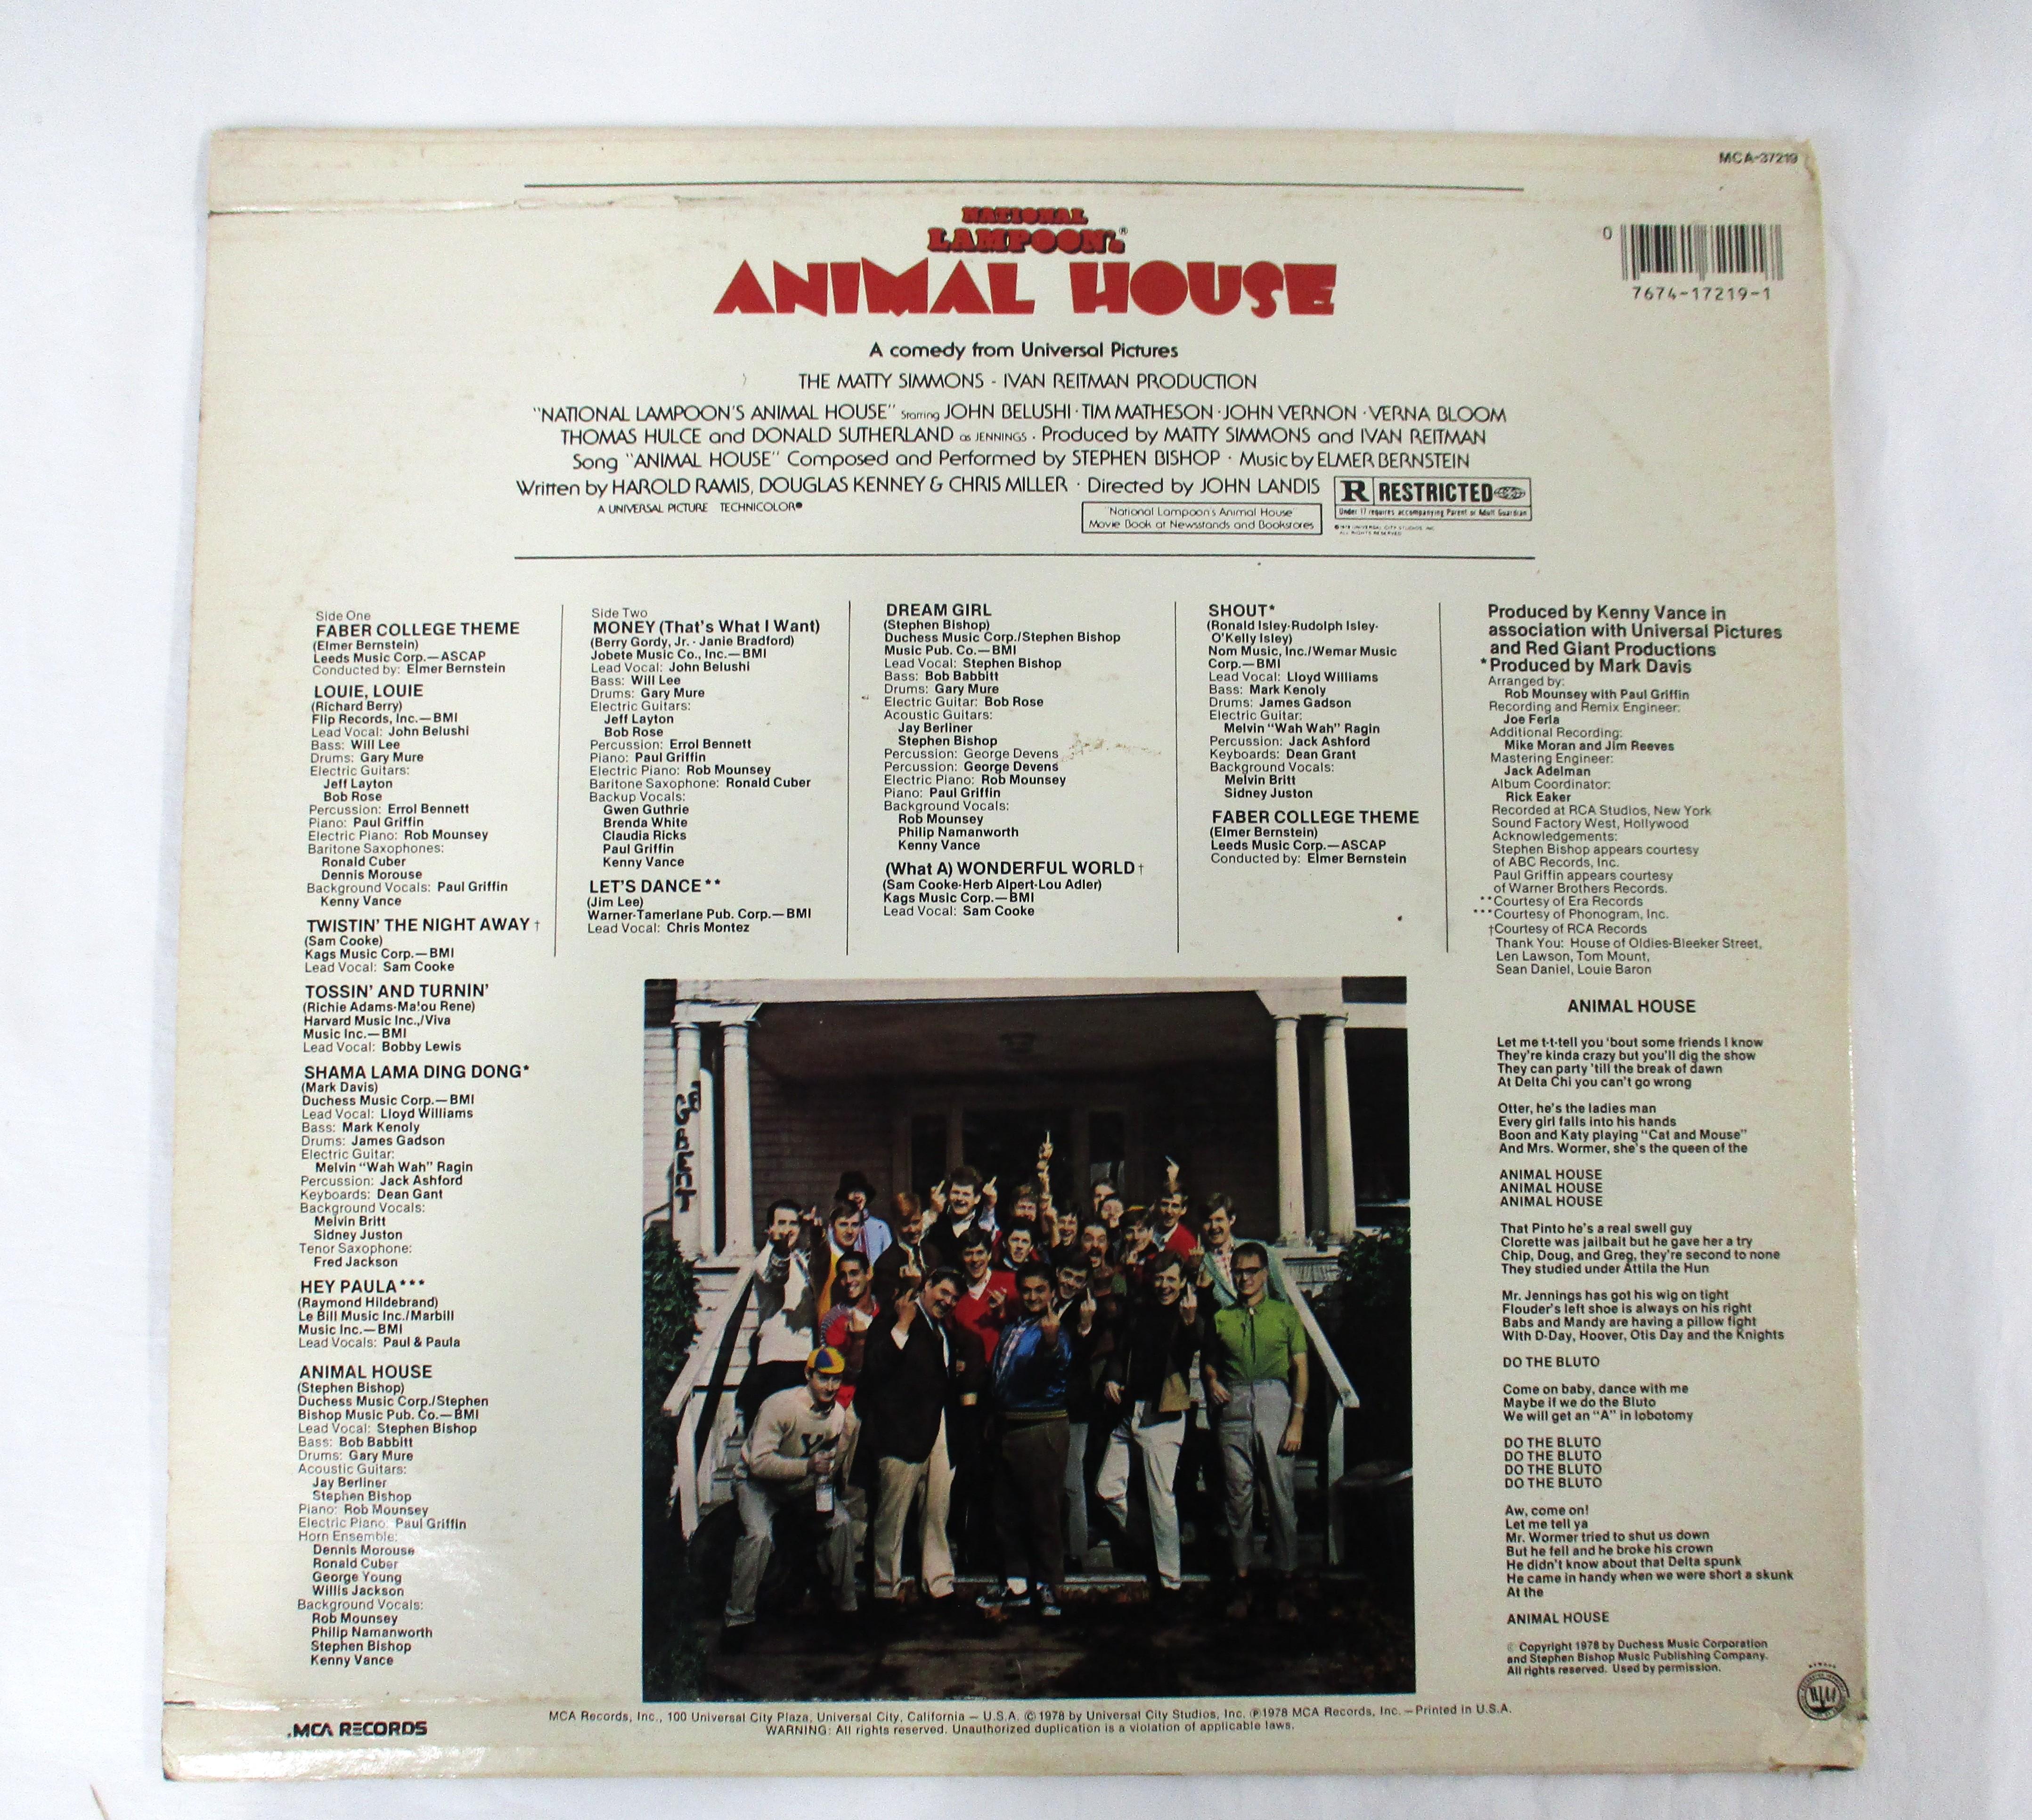 MCA-37219
NATIONAL
LAMPOON'S®
ANIMAL HOUSE
0
7674-17219-1
A comedy from Universal Pictures
THE MATTY SIMMONS - IVAN REITMAN PRODUCTION
"NATIONAL LAMPOON'S ANIMAL HOUSE" Starring JOHN BELUSHI · TIM MATHESON · JOHN VERNON · VERNA BLOOM
THOMAS HULCE and DONALD SUTHERLAND as JENNINGS · Produced by MATTY SIMMONS and IVAN REITMAN
Song "ANIMAL HOUSE" Composed and Performed by STEPHEN BISHOP · Music by ELMER BERNSTEIN
Written by HAROLD RAMIS, DOUGLAS KENNEY & CHRIS MILLER · Directed by JOHN LANDIS
A UNIVERSAL PICTURE TECHNICOLOR®
"National Lampoon's Animal House"
Movie Book at Newsstands and Bookstores
R RESTRICTED
Under 17 requires accompanying Parent or Adult Guardian
©1978 UNIVERSAL CITY STUDIOS, INC.
ALL RIGHTS RESERVED
Side One
FABER COLLEGE THEME
(Elmer Bernstein)
Leeds Music Corp.—ASCAP
Conducted by: Elmer Bernstein
LOUIE, LOUIE
(Richard Berry)
Flip Records, Inc.—BMI
Lead Vocal: John Belushi
Bass: Will Lee
Drums: Gary Mure
Electric Guitars:
Jeff Layton
Bob Rose
Percussion: Errol Bennett
Piano: Paul Griffin
Electric Piano: Rob Mounsey
Baritone Saxophones:
Ronald Cuber
Dennis Morouse
Background Vocals: Paul Griffin
Kenny Vance
TWISTIN' THE NIGHT AWAY †
(Sam Cooke)
Kags Music Corp.—BMI
Lead Vocal: Sam Cooke
TOSSIN' AND TURNIN'
(Richie Adams-Ma!ou Rene)
Harvard Music Inc.,/Viva
Music Inc.—BMI
Lead Vocal: Bobby Lewis
SHAMA LAMA DING DONG*
(Mark Davis)
Duchess Music Corp.—BMI
Lead Vocal: Lloyd Williams
Bass: Mark Kenoly
Drums: James Gadson
Electric Guitar:
Melvin "Wah Wah" Ragin
Percussion: Jack Ashford
Keyboards: Dean Gant
Background Vocals:
Melvin Britt
Sidney Juston
Tenor Saxophone:
Fred Jackson
HEY PAULA***
(Raymond Hildebrand)
Le Bill Music Inc./Marbill
Music Inc.—BMI
Lead Vocals: Paul & Paula
ANIMAL HOUSE
(Stephen Bishop)
Duchess Music Corp./Stephen
Bishop Music Pub. Co.—BMI
Lead Vocal: Stephen Bishop
Bass: Bob Babbitt
Drums: Gary Mure
Acoustic Guitars:
Jay Berliner
Stephen Bishop
Piano: Rob Mounsey
Electric Piano: Paul Griffin
Horn Ensemble:
Dennis Morouse
Ronald Cuber
George Young
Willis Jackson
Background Vocals:
Rob Mounsey
Philip Namanworth
Stephen Bishop
Kenny Vance
Side Two
MONEY (That's What I Want)
(Berry Gordy, Jr. - Janie Bradford)
Jobete Music Co., Inc.—BMI
Lead Vocal: John Belushi
Bass: Will Lee
Drums: Gary Mure
Electric Guitars:
Jeff Layton
Bob Rose
Percussion: Errol Bennett
Piano: Paul Griffin
Electric Piano: Rob Mounsey
Baritone Saxophone: Ronald Cuber
Backup Vocals:
Gwen Guthrie
Brenda White
Claudia Ricks
Paul Griffin
Kenny Vance
LET'S DANCE**
(Jim Lee)
Warner-Tamerlane Pub. Corp.—BMI
Lead Vocal: Chris Montez
DREAM GIRL
(Stephen Bishop)
Duchess Music Corp./Stephen Bishop
Music Pub. Co.—BMI
Lead Vocal: Stephen Bishop
Bass: Bob Babbitt
Drums: Gary Mure
Electric Guitar: Bob Rose
Acoustic Guitars:
Jay Berliner
Stephen Bishop
Percussion: George Devens
Percussion: George Devens
Electric Piano: Rob Mounsey
Piano: Paul Griffin
Background Vocals:
Rob Mounsey
Philip Namanworth
Kenny Vance
(What A) WONDERFUL WORLD †
(Sam Cooke-Herb Alpert-Lou Adler)
Kags Music Corp.—BMI
Lead Vocal: Sam Cooke
SHOUT*
(Ronald Isley-Rudolph Isley-
O'Kelly Isley)
Nom Music, Inc./Wemar Music
Corp.—BMI
Lead Vocal: Lloyd Williams
Bass: Mark Kenoly
Drums: James Gadson
Electric Guitar:
Melvin "Wah Wah" Ragin
Percussion: Jack Ashford
Keyboards: Dean Grant
Background Vocals:
Melvin Britt
Sidney Juston
FABER COLLEGE THEME
(Elmer Bernstein)
Leeds Music Corp.—ASCAP
Conducted by: Elmer Bernstein
Produced by Kenny Vance in
association with Universal Pictures
and Red Giant Productions
*Produced by Mark Davis
Arranged by:
Rob Mounsey with Paul Griffin
Recording and Remix Engineer:
Joe Ferla
Additional Recording:
Mike Moran and Jim Reeves
Mastering Engineer:
Jack Adelman
Album Coordinator:
Rick Eaker
Recorded at RCA Studios, New York
Sound Factory West, Hollywood
Acknowledgements:
Stephen Bishop appears courtesy
of ABC Records, Inc.
Paul Griffin appears courtesy
of Warner Brothers Records.
**Courtesy of Era Records
***Courtesy of Phonogram, Inc.
†Courtesy of RCA Records
Thank You: House of Oldies-Bleeker Street,
Len Lawson, Tom Mount,
Sean Daniel, Louie Baron
ANIMAL HOUSE
Let me t-t-tell you 'bout some friends I know
They're kinda crazy but you'll dig the show
They can party 'till the break of dawn
At Delta Chi you can't go wrong
Otter, he's the ladies man
Every girl falls into his hands
Boon and Katy playing "Cat and Mouse"
And Mrs. Wormer, she's the queen of the
ANIMAL HOUSE
ANIMAL HOUSE
ANIMAL HOUSE
That Pinto he's a real swell guy
Clorette was jailbait but he gave her a try
Chip, Doug, and Greg, they're second to none
They studied under Attila the Hun
Mr. Jennings has got his wig on tight
Flouder's left shoe is always on his right
Babs and Mandy are having a pillow fight
With D-Day, Hoover, Otis Day and the Knights
DO THE BLUTO
Come on baby, dance with me
Maybe if we do the Bluto
We will get an "A" in lobotomy
DO THE BLUTO
DO THE BLUTO
DO THE BLUTO
DO THE BLUTO
Aw, come on!
Let me tell ya
Mr. Wormer tried to shut us down
But he fell and he broke his crown
He didn't know about that Delta spunk
He came in handy when we were short a skunk
At the
ANIMAL HOUSE
© Copyright 1978 by Duchess Music Corporation
and Stephen Bishop Music Publishing Company.
All rights reserved. Used by permission.
MCA RECORDS
MCA Records, Inc., 100 Universal City Plaza, Universal City, California — U.S.A. ©1978 by Universal City Studios, Inc. ℗1978 MCA Records, Inc. —Printed in U.S.A.
WARNING: All rights reserved. Unauthorized duplication is a violation of applicable laws.